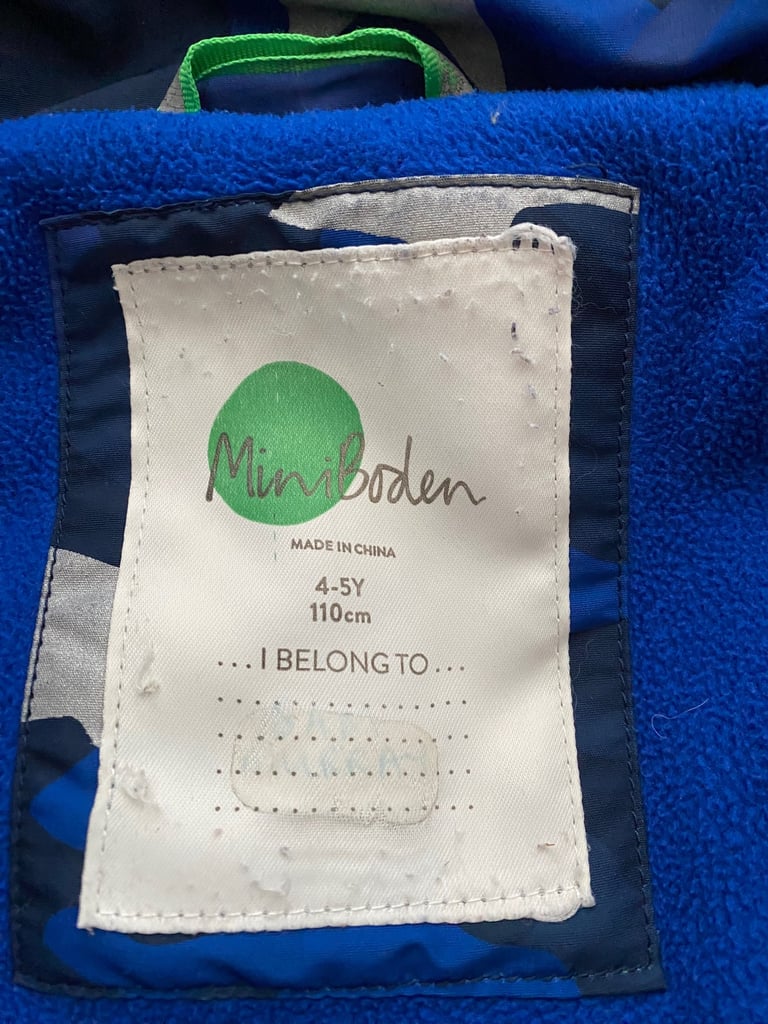 MiniBoden
MADE IN CHINA
4-5Y
110cm
...I BELONG TO...